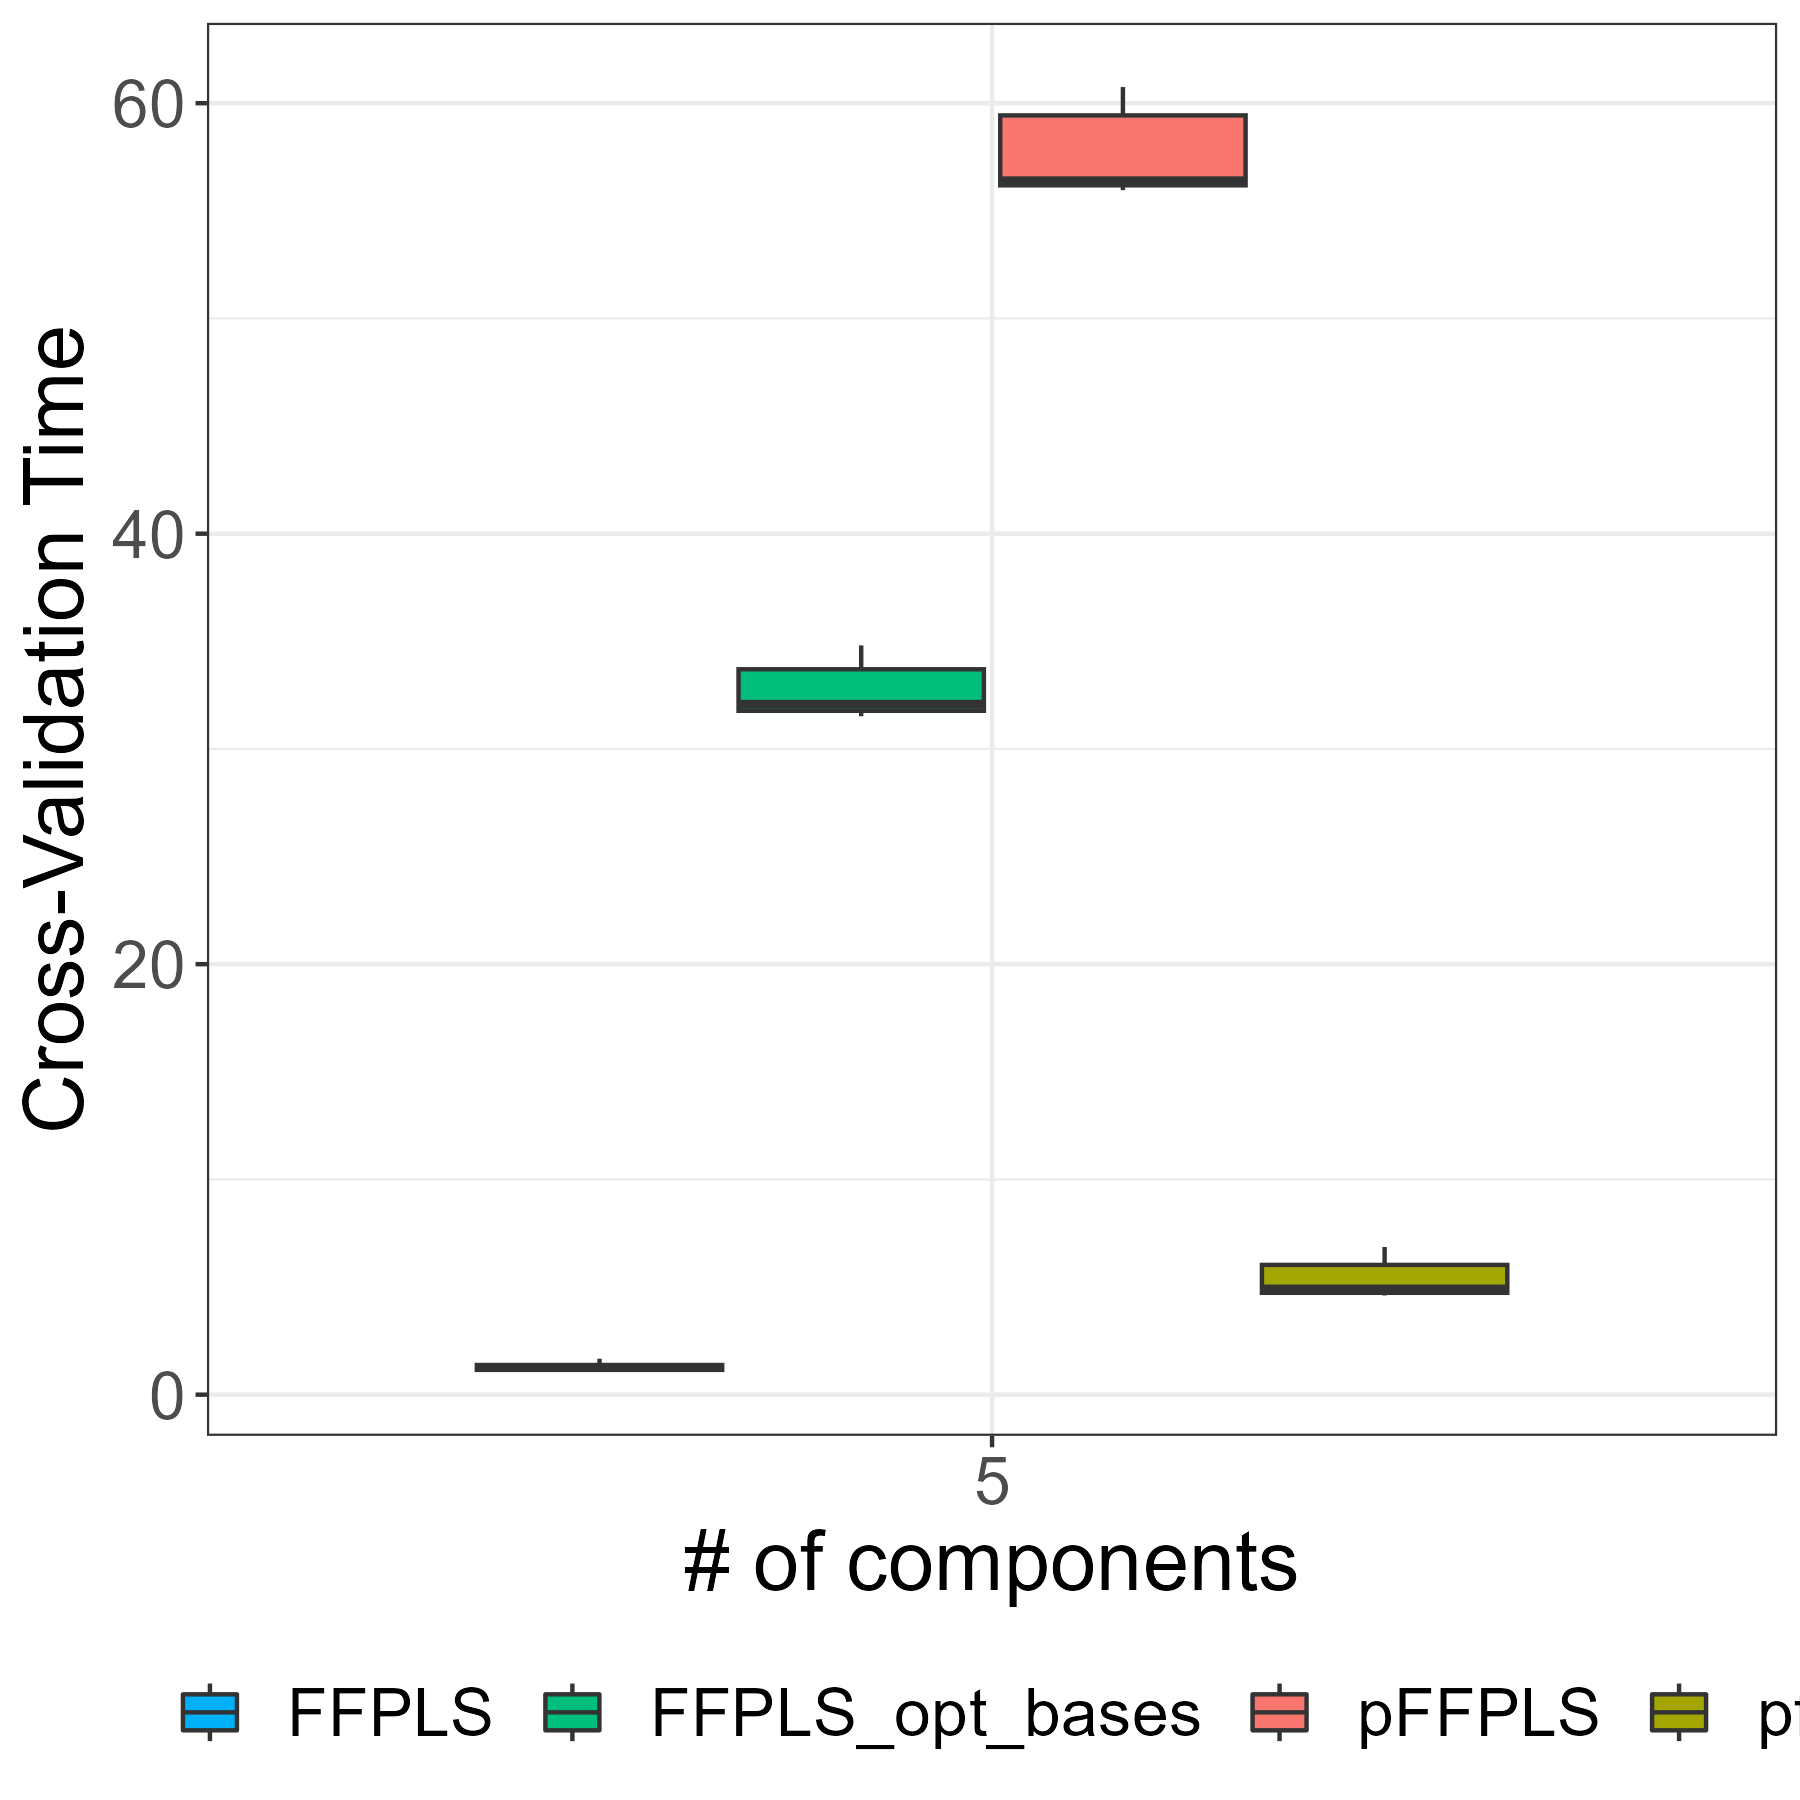 Cross-Validation Time
60
40
20
0
5
# of components
FFPLS FFPLS_opt_bases pFFPLS